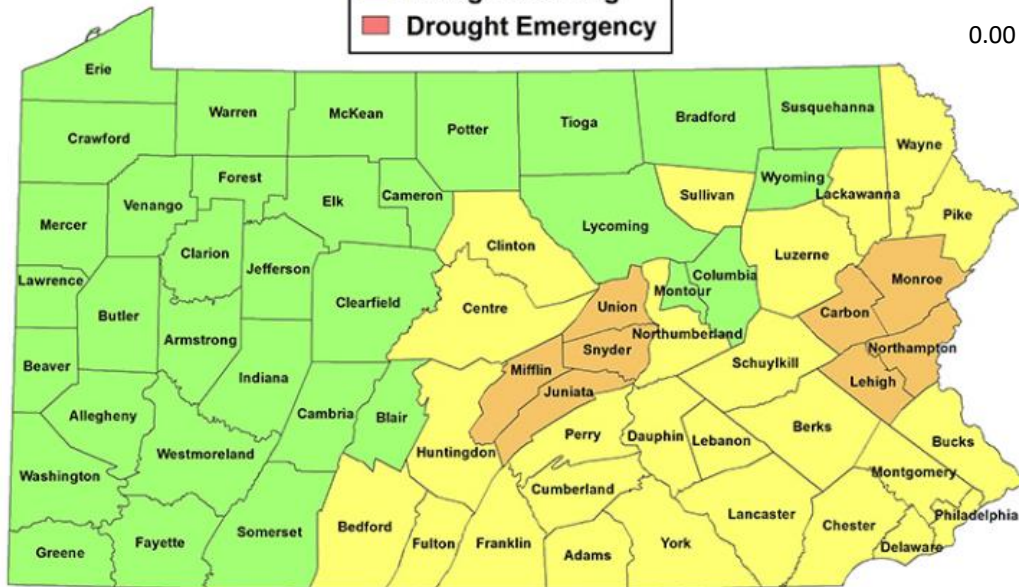 Drought Emergency
0.00
Erie
Warren
McKean
Potter
Tioga
Bradford
Susquehanna
Wayne
Crawford
Forest
Elk
Cameron
Sullivan
Wyoming
Lackawanna
Pike
Mercer
Venango
Clarion
Jefferson
Clinton
Lycoming
Columbia
Luzerne
Monroe
Lawrence
Butler
Armstrong
Clearfield
Centre
Union
Montour
Northumberland
Carbon
Northampton
Beaver
Indiana
Mifflin
Snyder
Juniata
Schuylkill
Lehigh
Allegheny
Cambria
Blair
Huntingdon
Perry
Dauphin
Lebanon
Berks
Bucks
Washington
Westmoreland
Cumberland
Montgomery
Greene
Fayette
Somerset
Bedford
Fulton
Franklin
Adams
York
Lancaster
Chester
Delaware
Philadelphia